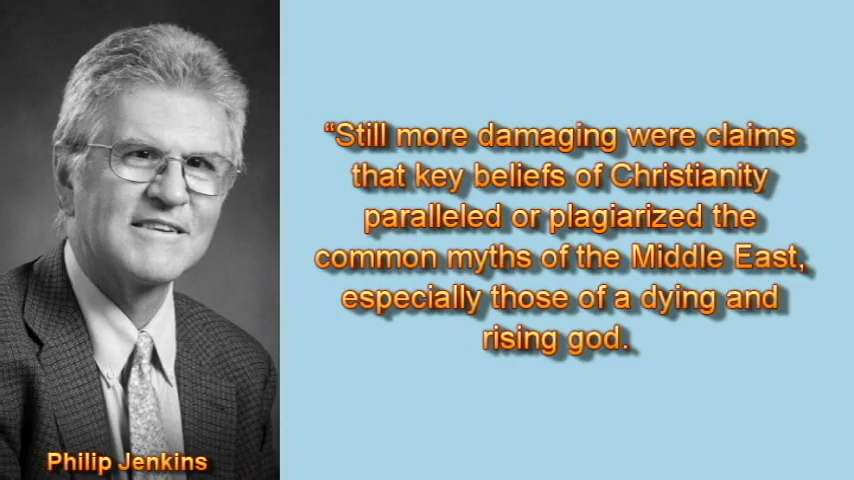 “Still more damaging were claims
that key beliefs of Christianity
paralleled or plagiarized the
common myths of the Middle East,
especially those of a dying and
rising god.
Philip Jenkins